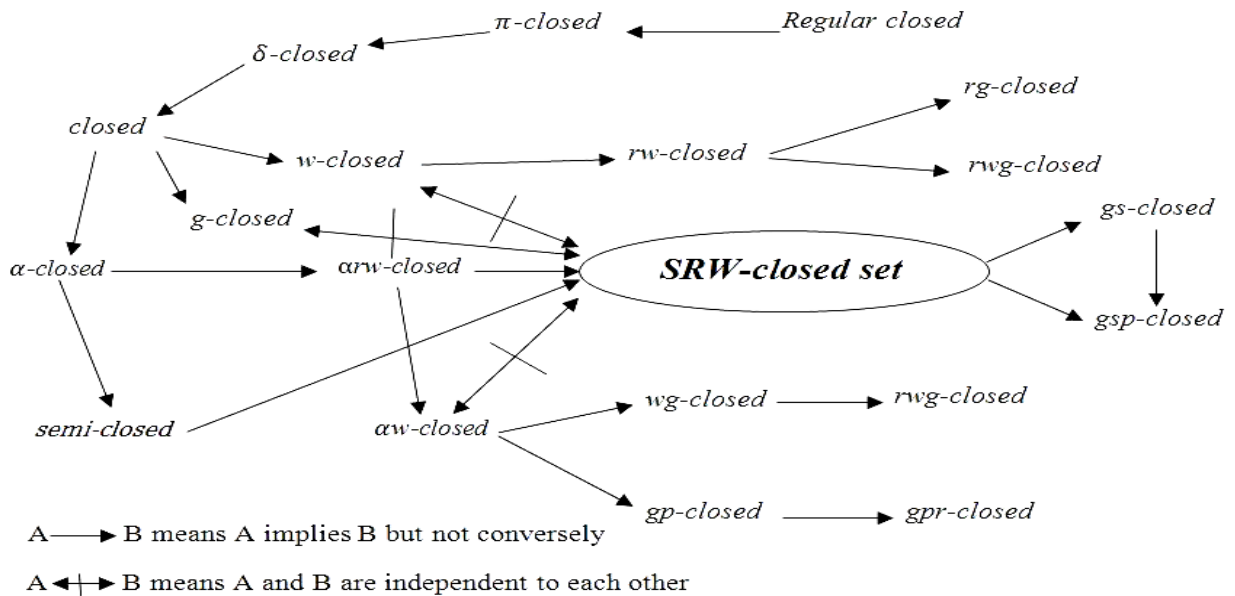 π-closed
Regular closed
δ-closed
rg-closed
closed
w-closed
rw-closed
rwg-closed
g-closed
gs-closed
α-closed
αrw-closed
SRW-closed set
gsp-closed
semi-closed
αw-closed
wg-closed
rwg-closed
gp-closed
gpr-closed
A B means A implies B but not conversely
A B means A and B are independent to each other